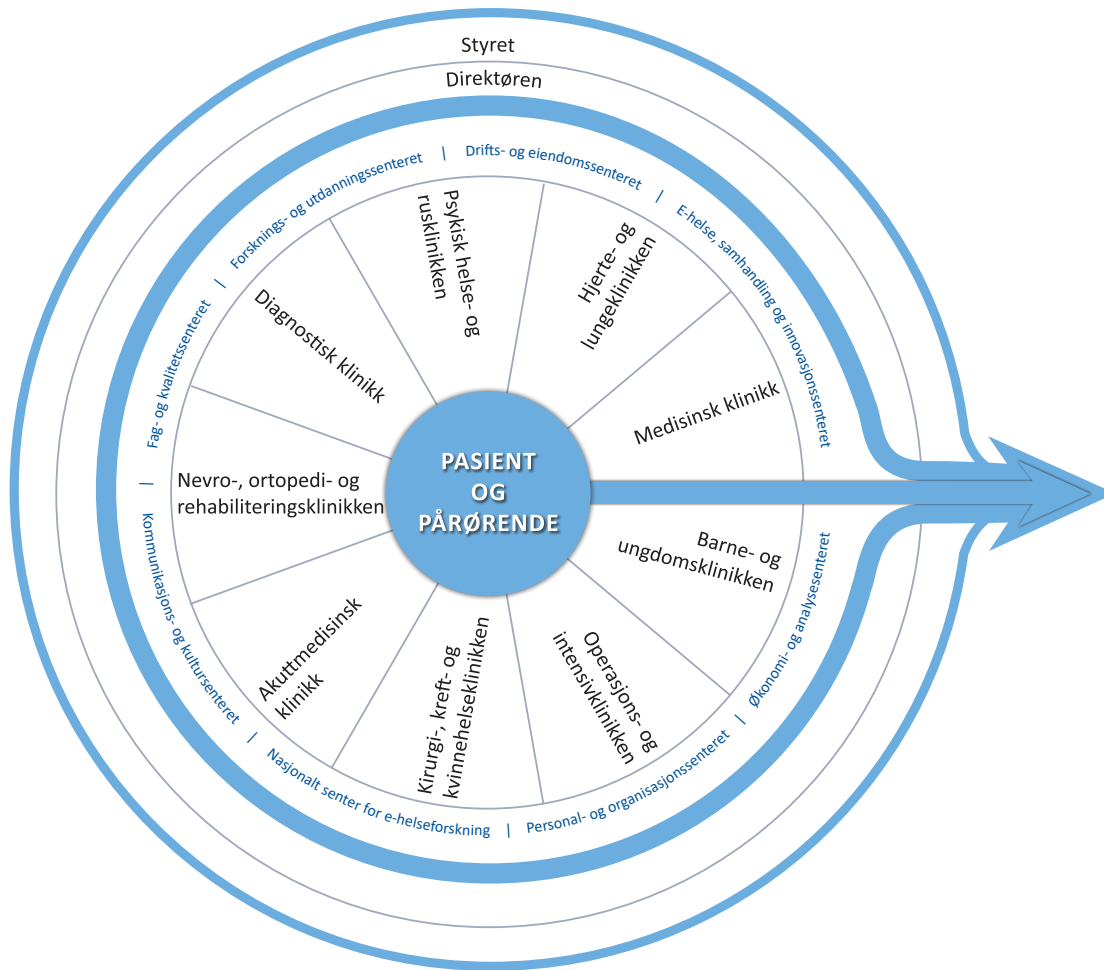 Styret
Direktøren
Fag- og kvalitetssenteret | Forsknings- og utdanningssenteret | Drifts- og eiendomssenteret | E-helse, samhandling og innovasjonssenteret
Psykisk helse- og
rusklinikken
Hjerte- og
lungeklinikken
Diagnostisk klinikk
Medisinsk klinikk
PASIENT
OG
PÅRØRENDE
Nevro-, ortopedi- og
rehabiliteringsklinikken
Barne- og
ungdomsklinikken
Akuttmedisinsk
klinikk
Kirurgi-, kreft- og
kvinnehelseklinikken
Operasjons- og
intensivklinikken
| Kommunikasjons- og kultursenteret | Nasjonalt senter for e-helseforskning | Personal- og organisasjonssenteret | Økonomi- og analysesenteret